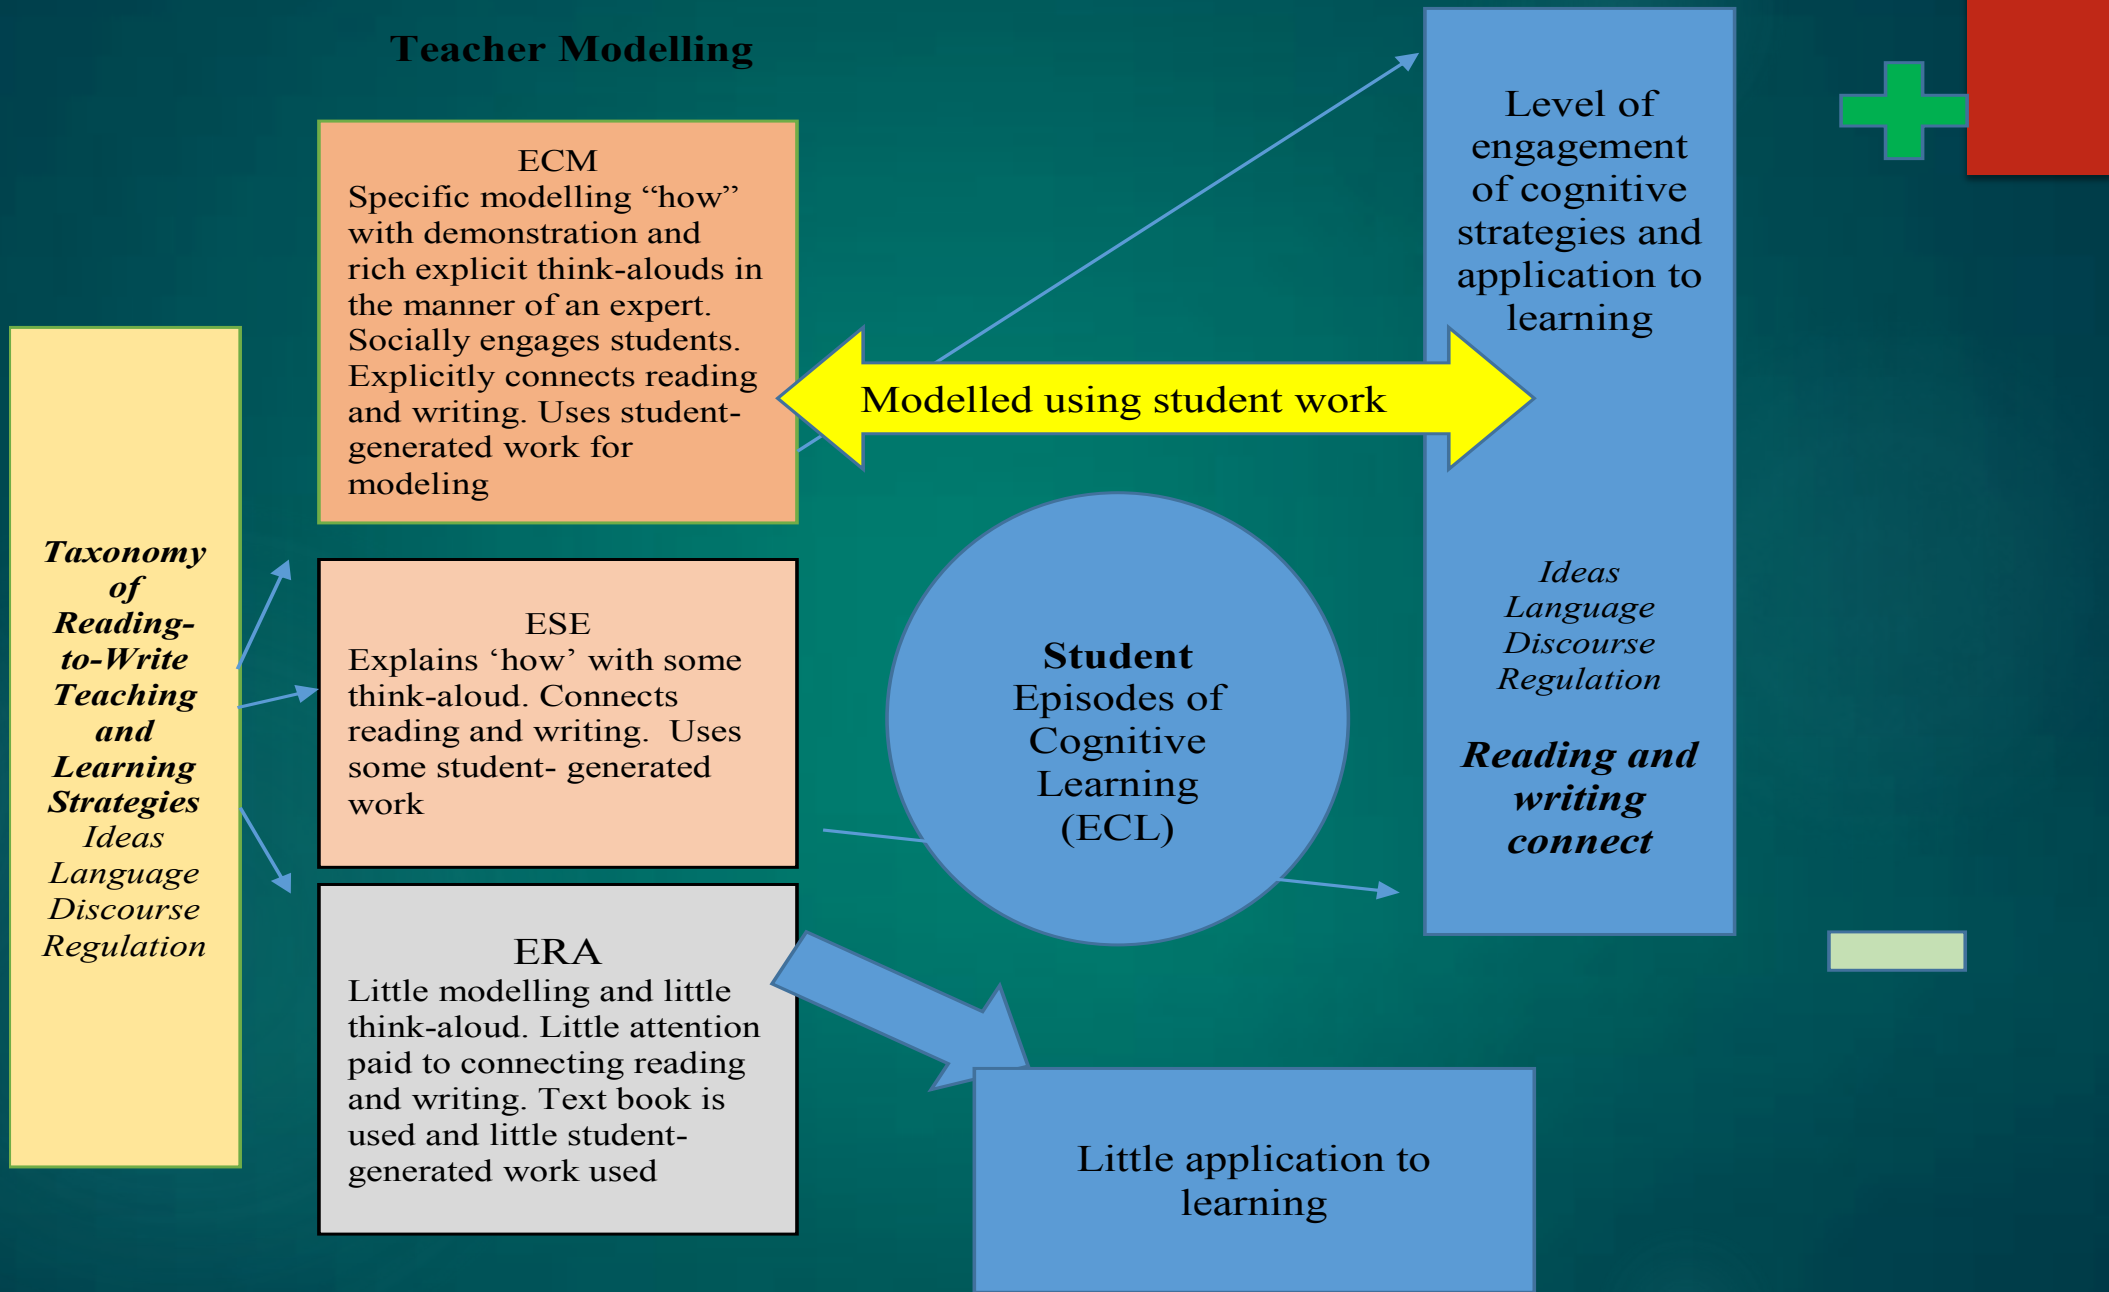 Teacher Modelling
ECM
Specific modelling “how”
with demonstration and
rich explicit think-alouds in
the manner of an expert.
Socially engages students.
Explicitly connects reading
and writing. Uses student-
generated work for
modeling
Level of
engagement
of cognitive
strategies and
application to
learning
Modelled using student work
Taxonomy
of
Reading-
to-Write
Teaching
and
Learning
Strategies
Ideas
Language
Discourse
Regulation
ESE
Explains ‘how’ with some
think-aloud. Connects
reading and writing.  Uses
some student- generated
work
Student
Episodes of
Cognitive
Learning
(ECL)
Ideas
Language
Discourse
Regulation
Reading and
writing
connect
ERA
Little modelling and little
think-aloud. Little attention
paid to connecting reading
and writing. Text book is
used and little student-
generated work used
Little application to
learning